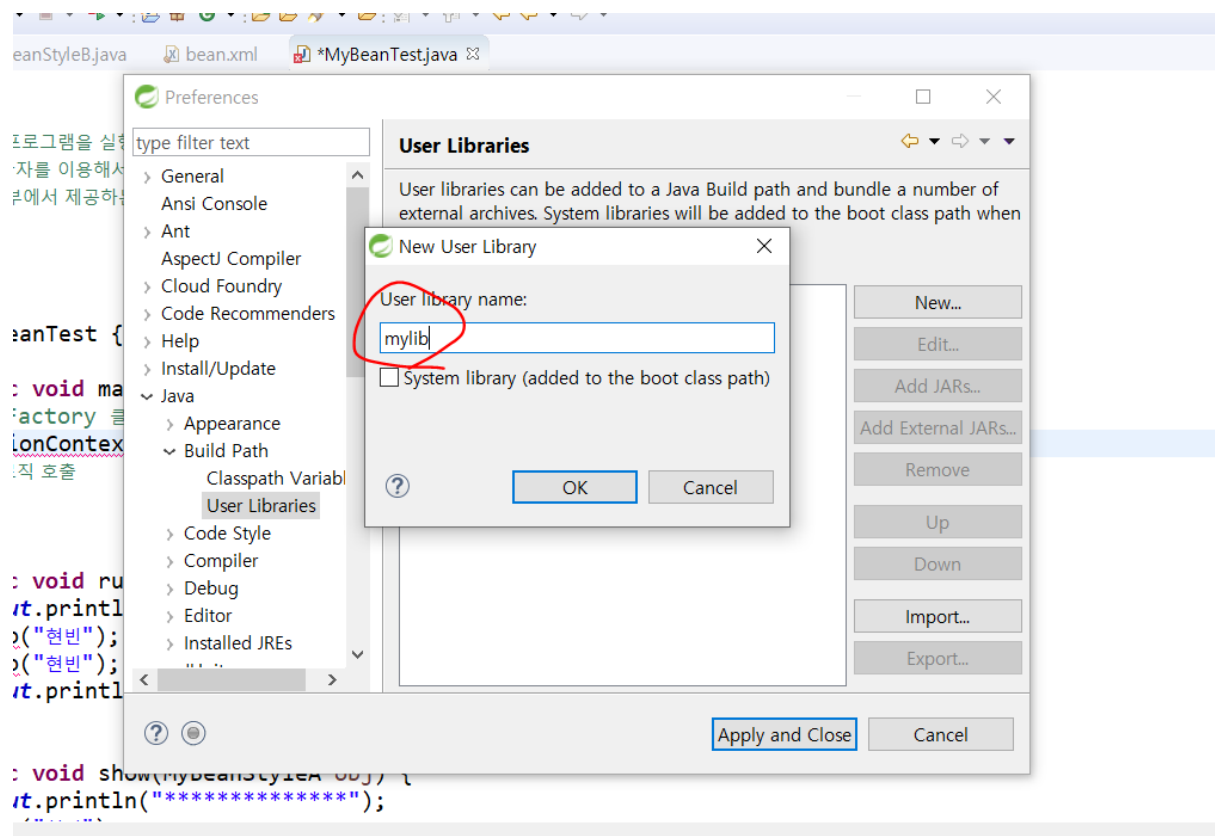 eanStyleB.java bean.xml *MyBeanTest.java
Preferences
프로그램을 실행
type filter text
User Libraries
자를 이용해서
General
User libraries can be added to a Java Build path and bundle a number of
부에서 제공하는
Ansi Console
external archives. System libraries will be added to the boot class path when
Ant
New User Library
AspectJ Compiler
Cloud Foundry
User library name:
New...
Code Recommenders
eanTest {
Help
mylib
Edit...
Install/Update
System library (added to the boot class path)
c void ma
Java
Add JARs...
Factory 클
Appearance
ionContex
Build Path
Add External JARs...
직 호출
Classpath Variabl
Remove
OK
Cancel
User Libraries
Up
Code Style
Compiler
Down
c void ru
Debug
ut.printl
Editor
Import...
("현빈");
Installed JREs
("현빈");
Export...
ut.printl
Apply and Close
Cancel
c void show(MyBeanStyleA obj) {
ut.println("**************");